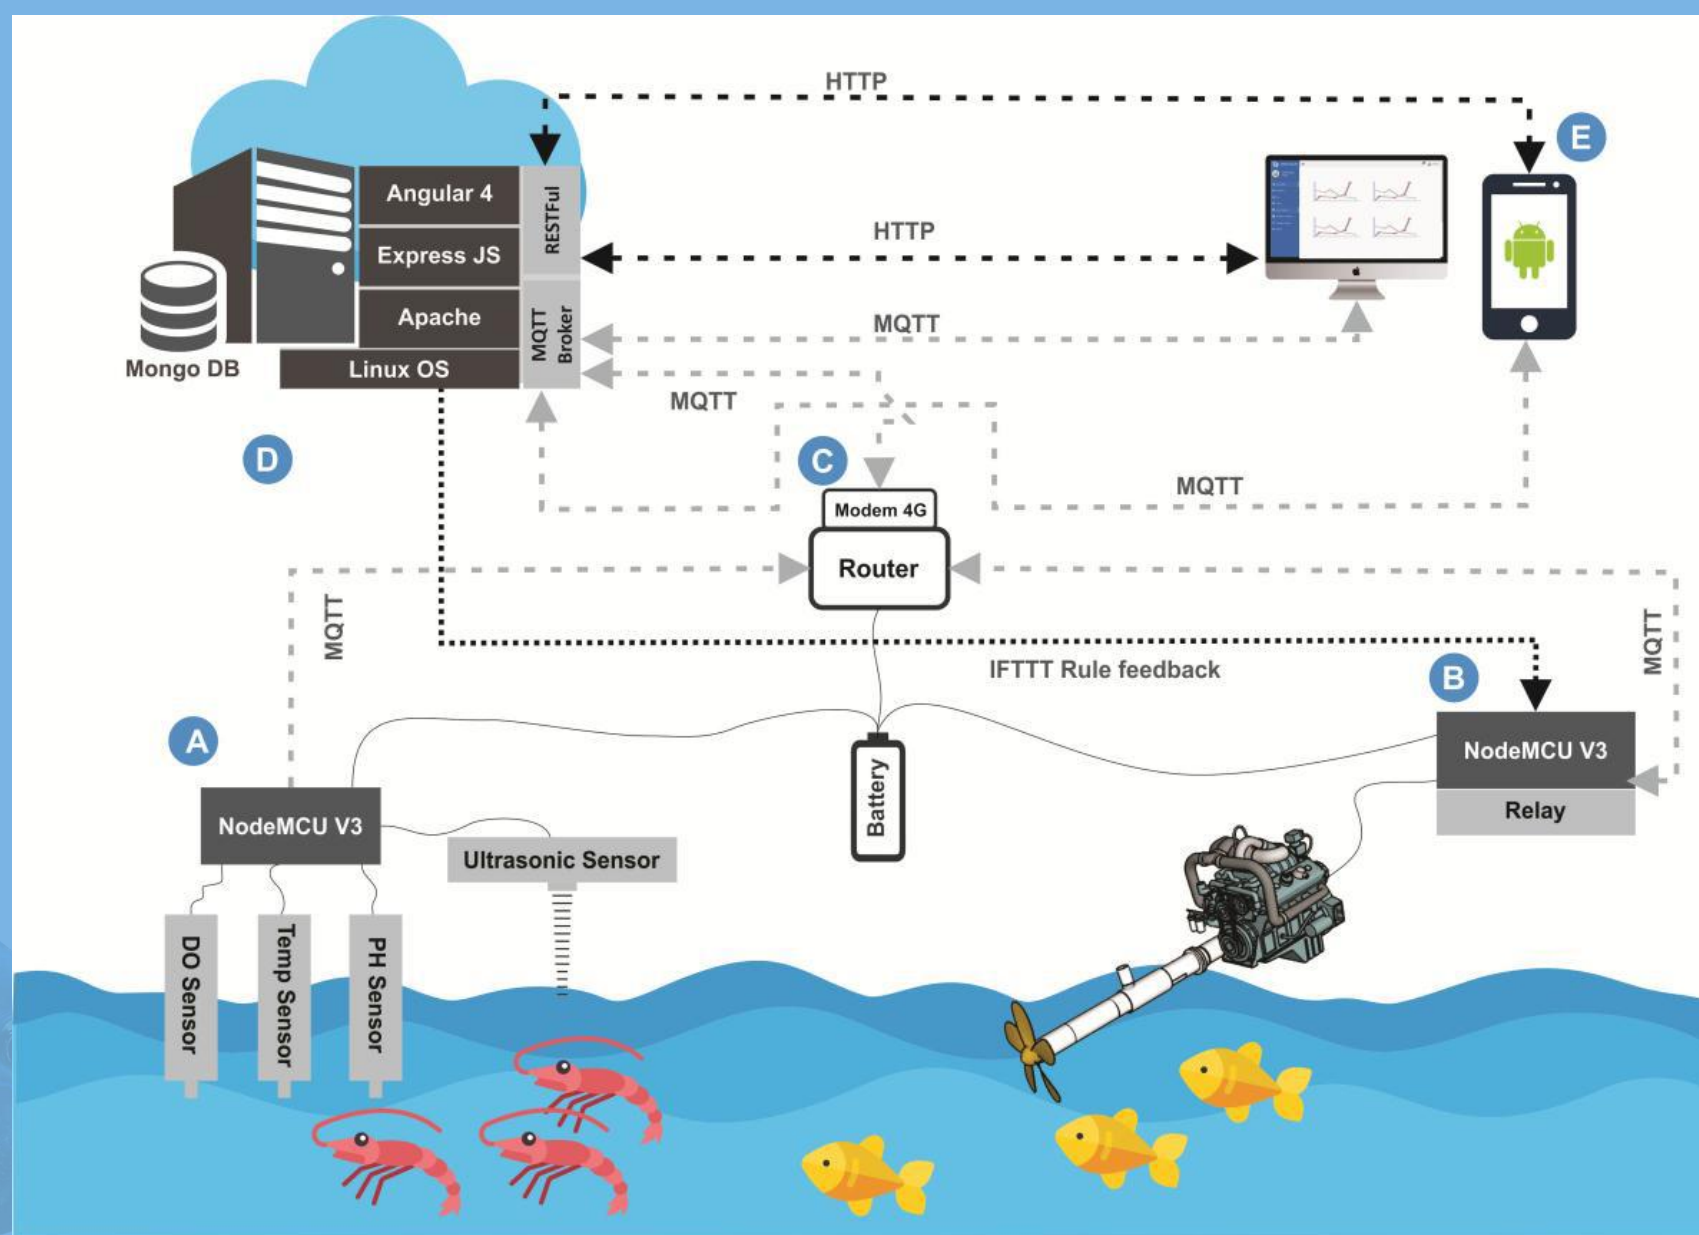 HTTP
E
Angular 4
RESTFul
Express JS
HTTP
Apache
MQTT
Broker
MQTT
Linux OS
Mongo DB
MQTT
D
C
MQTT
Modem 4G
Router
MQTT
MQTT
IFTTT Rule feedback
B
A
NodeMCU V3
Relay
Battery
NodeMCU V3
Ultrasonic Sensor
DO Sensor
Temp Sensor
PH Sensor